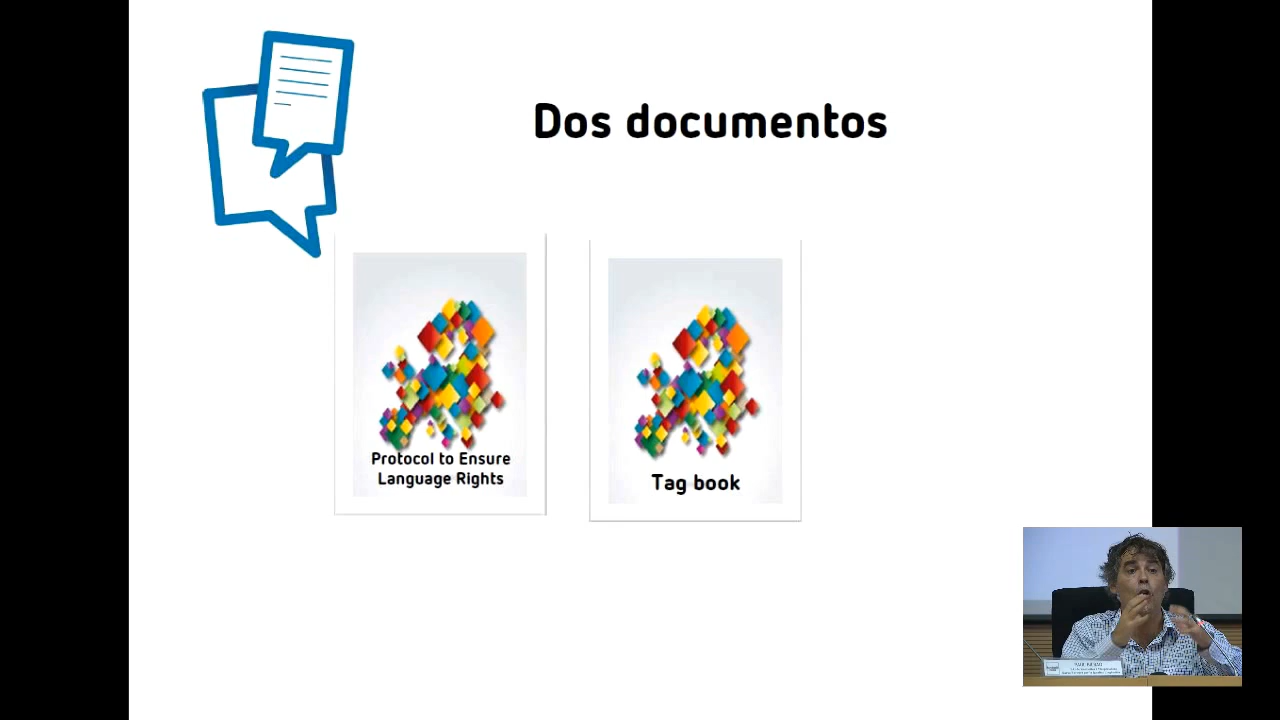 Dos documentos
Protocol to Ensure
Language Rights
Tag book